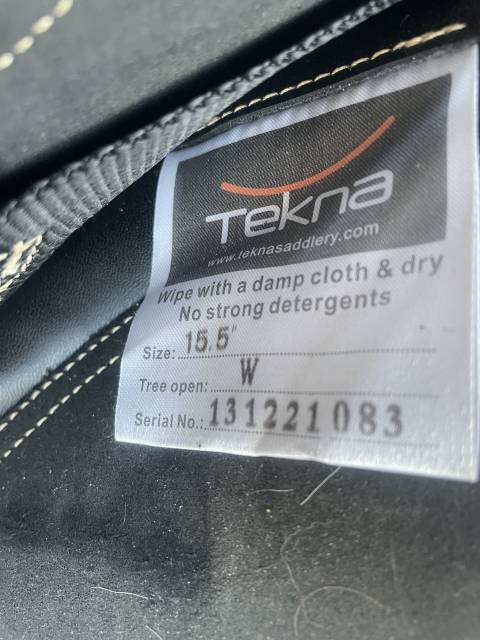 Tekna
www.teknasaddlery.com
Wipe with a damp cloth & dry
No strong detergents
Size: 15.5"
Tree open: W
Serial No.: 131221083